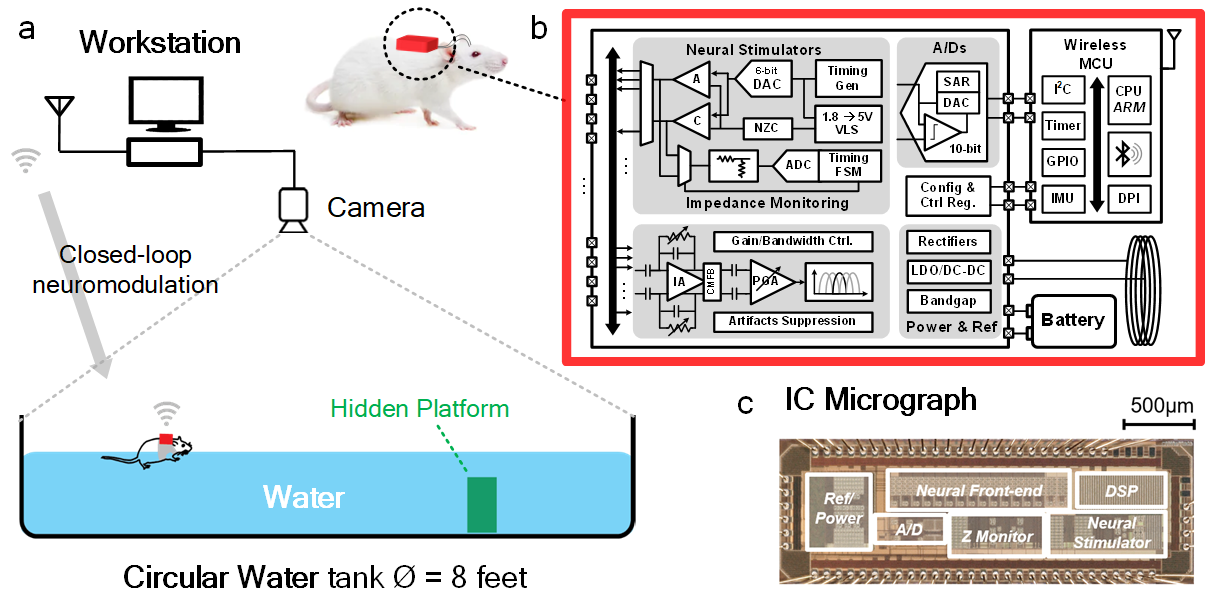 a
Workstation
Camera
Closed-loop
neuromodulation
Hidden Platform
Water
Circular Water tank Ø = 8 feet
b
Neural Stimulators
A
6-bit
DAC
Timing
Gen
C
NZC
1.8 → 5V
VLS
ADC
Timing
FSM
Impedance Monitoring
A/Ds
SAR
DAC
10-bit
Config &
Ctrl Reg.
Wireless
MCU
I²C
CPU
ARM
Timer
GPIO
IMU
DPI
Gain/Bandwidth Ctrl.
IA
CMFB
PGA
Artifacts Suppression
Rectifiers
LDO/DC-DC
Bandgap
Power & Ref
Battery
c
IC Micrograph
500µm
Ref/
Power
Neural Front-end
DSP
A/D
Z Monitor
Neural
Stimulator